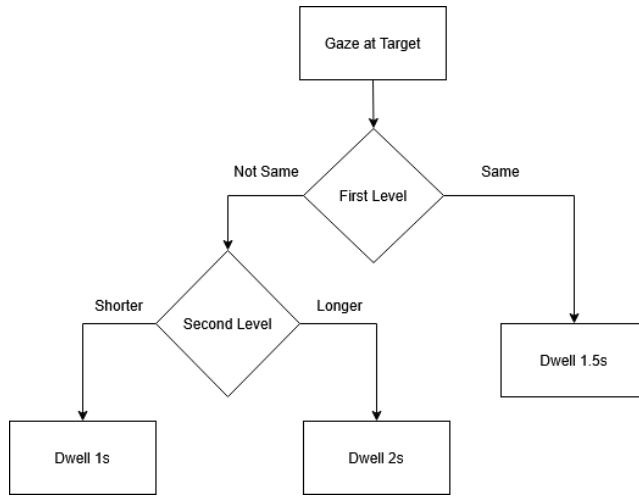 Gaze at Target
Not Same
Same
First Level
Shorter
Longer
Second Level
Dwell 1.5s
Dwell 1s
Dwell 2s